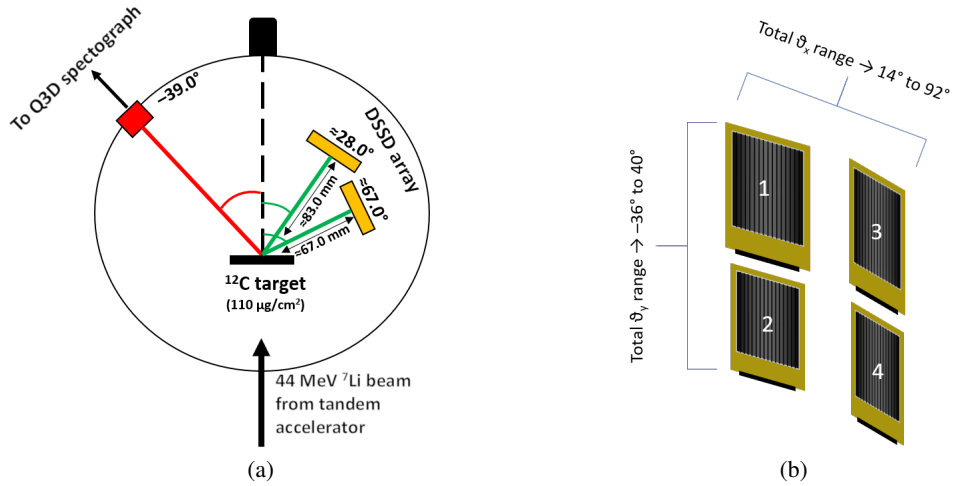 To Q3D spectograph
−39.0°
DSSD array
≈28.0°
≈83.0 mm
≈67.0°
≈67.0 mm
¹²C target
(110 μg/cm²)
44 MeV ⁷Li beam
from tandem
accelerator
(a)
Total ϑₓ range → 14° to 92°
Total ϑᵧ range → −36° to 40°
1
2
3
4
(b)